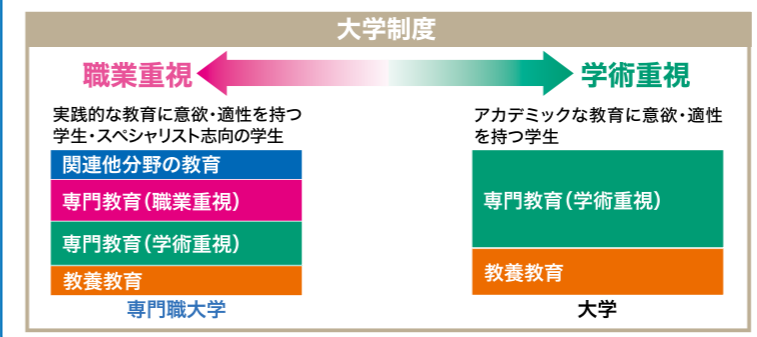 大学制度
職業重視
学術重視
実践的な教育に意欲・適性を持つ
学生・スペシャリスト志向の学生
関連他分野の教育
専門教育(職業重視)
専門教育(学術重視)
教養教育
専門職大学
アカデミックな教育に意欲・適性
を持つ学生
専門教育(学術重視)
教養教育
大学